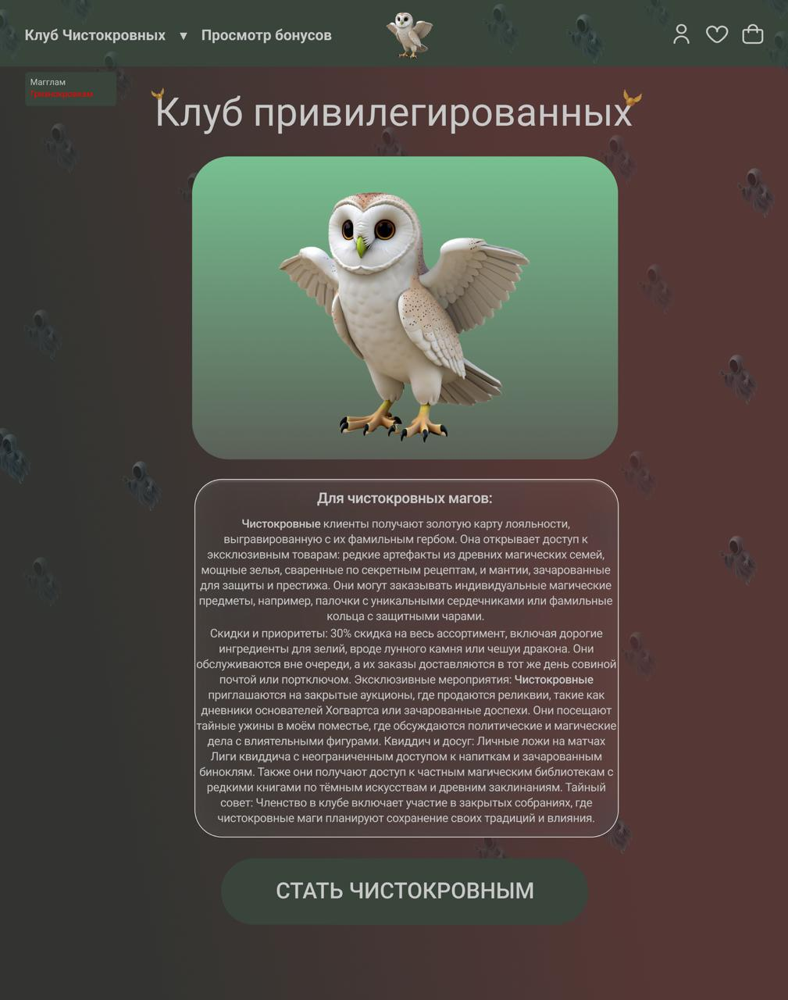 Клуб Чистокровных ▼ Просмотр бонусов
Магглам
Грязнокровкам
Клуб привилегированных
Для чистокровных магов:
Чистокровные клиенты получают золотую карту лояльности,
выгравированную с их фамильным гербом. Она открывает доступ к
эксклюзивным товарам: редкие артефакты из древних магических семей,
мощные зелья, сваренные по секретным рецептам, и мантии, зачарованные
для защиты и престижа. Они могут заказывать индивидуальные магические
предметы, например, палочки с уникальными сердечниками или фамильные
кольца с защитными чарами.
Скидки и приоритеты: 30% скидка на весь ассортимент, включая дорогие
ингредиенты для зелий, вроде лунного камня или чешуи дракона. Они
обслуживаются вне очереди, а их заказы доставляются в тот же день совиной
почтой или портключом. Эксклюзивные мероприятия: Чистокровные
приглашаются на закрытые аукционы, где продаются реликвии, такие как
дневники основателей Хогвартса или зачарованные доспехи. Они посещают
тайные ужины в моём поместье, где обсуждаются политические и магические
дела с влиятельными фигурами. Квиддич и досуг: Личные ложи на матчах
Лиги квиддича с неограниченным доступом к напиткам и зачарованным
биноклям. Также они получают доступ к частным магическим библиотекам с
редкими книгами по тёмным искусствам и древним заклинаниям. Тайный
совет: Членство в клубе включает участие в закрытых собраниях, где
чистокровные маги планируют сохранение своих традиций и влияния.
СТАТЬ ЧИСТОКРОВНЫМ